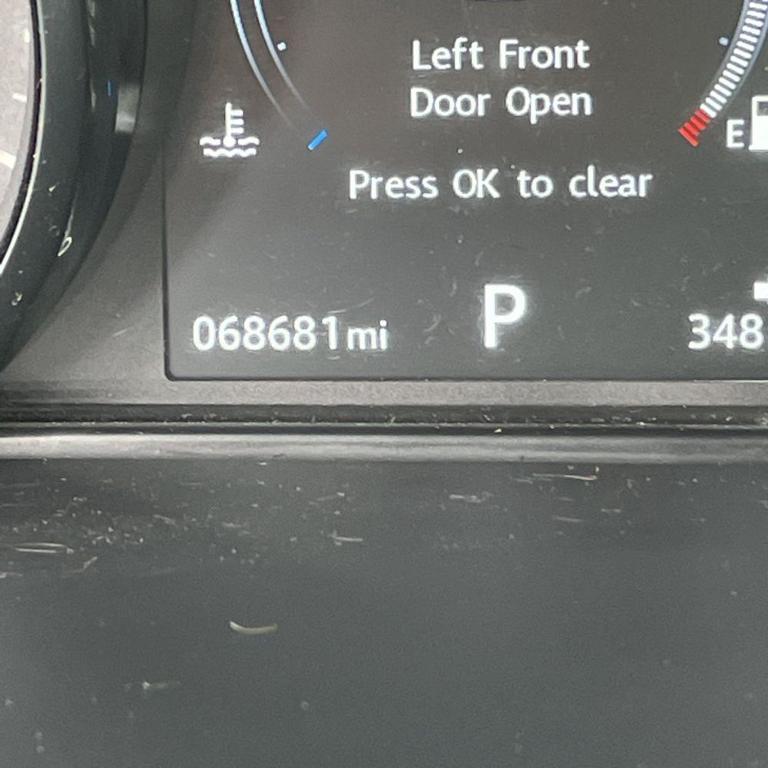 Left Front
Door Open
Press OK to clear
E
068681mi
P
348